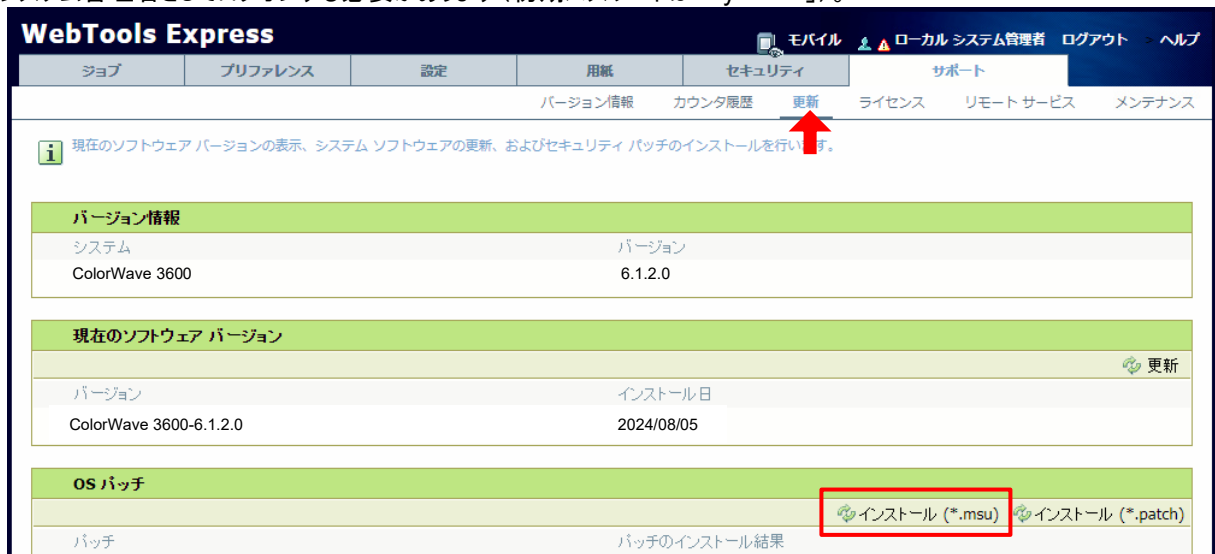 WebTools Express モバイル ローカル システム管理者 ログアウト ヘルプ
ジョブ プリファレンス 設定 用紙 セキュリティ サポート
バージョン情報 カウンタ履歴 更新 ライセンス リモート サービス メンテナンス
現在のソフトウェア バージョンの表示、システム ソフトウェアの更新、およびセキュリティ パッチのインストールを行います。
バージョン情報
システム バージョン
ColorWave 3600 6.1.2.0
現在のソフトウェア バージョン
更新
バージョン インストール日
ColorWave 3600-6.1.2.0 2024/08/05
OS パッチ
インストール (*.msu) インストール (*.patch)
パッチ パッチのインストール結果